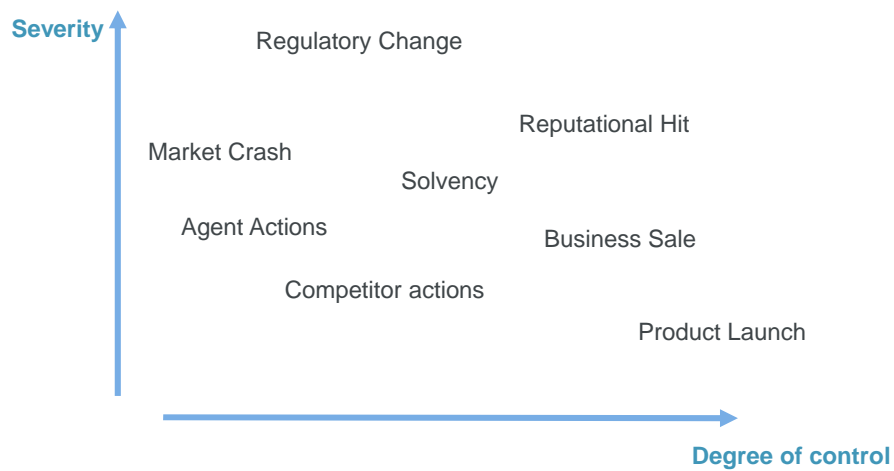 Severity
Regulatory Change
Reputational Hit
Market Crash
Solvency
Agent Actions
Business Sale
Competitor actions
Product Launch
Degree of control